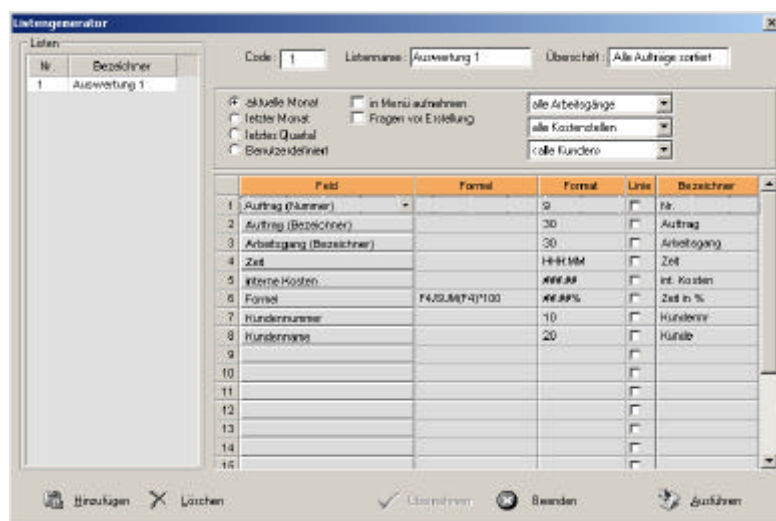 Listengenerator
Listen
Nr. Bezeichner
1 Auswertung 1
Code: 1 Listenname: Auswertung 1 Überschrift: Alle Aufträge sortiert
aktuelle Monat
letzter Monat
letztes Quartal
Benutzerdefiniert
in Menü aufnehmen
Fragen vor Erstellung
alle Arbeitsgänge
alle Kostenstellen
<alle Kunden>
Feld Formel Format Linie Bezeichner
1 Auftrag (Nummer) 9 Nr.
2 Auftrag (Bezeichner) 30 Auftrag
3 Arbeitsgang (Bezeichner) 30 Arbeitsgang
4 Zeit HHH:MM Zeit
5 interne Kosten ###.## int. Kosten
6 Formel F4/SUM(F4)*100 ##.##% Zeit in %
7 Kundennummer 10 Kundennr
8 Kundenname 20 Kunde
9
10
11
12
13
14
15
Hinzufügen Löschen Übernehmen Beenden Ausführen